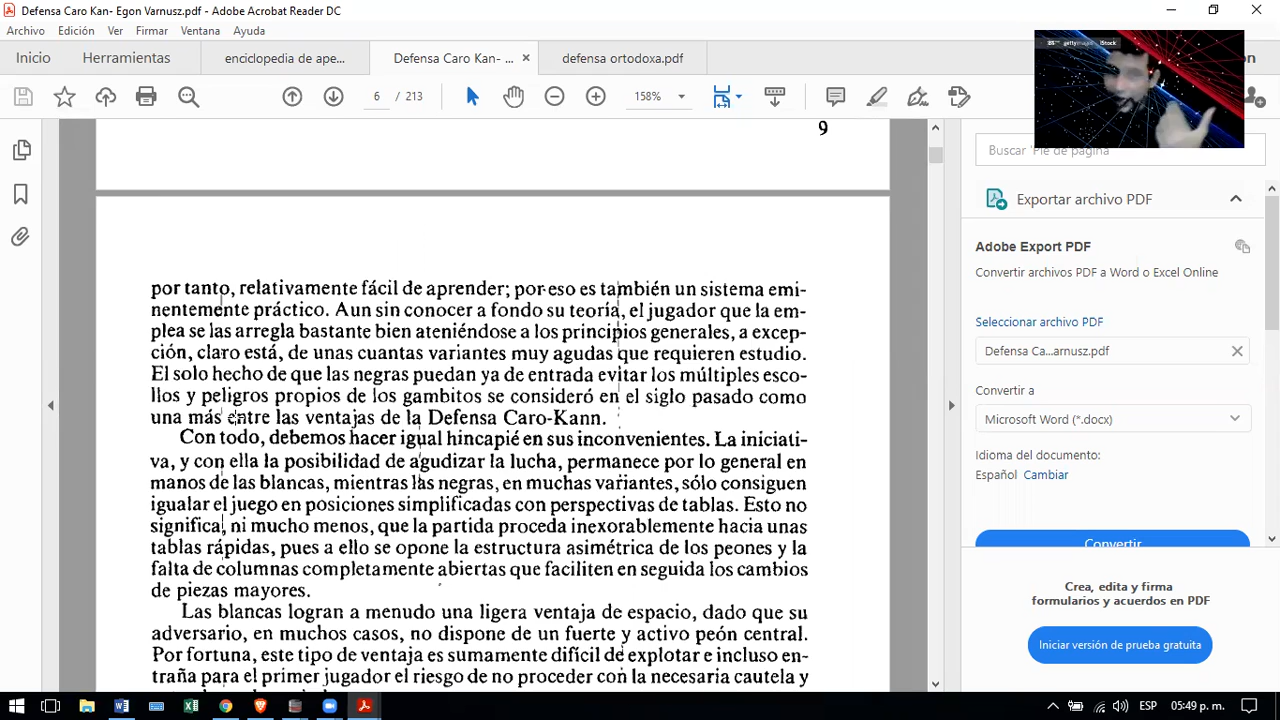 Defensa Caro Kan- Egon Varnusz.pdf - Adobe Acrobat Reader DC
Archivo Edición Ver Firmar Ventana Ayuda
Inicio Herramientas enciclopedia de ape... Defensa Caro Kan- ... × defensa ortodoxa.pdf
6 / 213 158%
iStock
Buscar 'Pie de página'
9
por tanto, relativamente fácil de aprender; por eso es también un sistema emi-
nentemente práctico. Aun sin conocer a fondo su teoría, el jugador que la em-
plea se las arregla bastante bien ateniéndose a los principios generales, a excep-
ción, claro está, de unas cuantas variantes muy agudas que requieren estudio.
El solo hecho de que las negras puedan ya de entrada evitar los múltiples esco-
llos y peligros propios de los gambitos se consideró en el siglo pasado como
una más entre las ventajas de la Defensa Caro-Kann.
Con todo, debemos hacer igual hincapié en sus inconvenientes. La iniciati-
va, y con ella la posibilidad de agudizar la lucha, permanece por lo general en
manos de las blancas, mientras las negras, en muchas variantes, sólo consiguen
igualar el juego en posiciones simplificadas con perspectivas de tablas. Esto no
significa, ni mucho menos, que la partida proceda inexorablemente hacia unas
tablas rápidas, pues a ello se opone la estructura asimétrica de los peones y la
falta de columnas completamente abiertas que faciliten en seguida los cambios
de piezas mayores.
Las blancas logran a menudo una ligera ventaja de espacio, dado que su
adversario, en muchos casos, no dispone de un fuerte y activo peón central.
Por fortuna, este tipo de ventaja es sumamente difícil de explotar e incluso en-
traña para el primer jugador el riesgo de no proceder con la necesaria cautela y
Exportar archivo PDF
Adobe Export PDF
Convertir archivos PDF a Word o Excel Online
Seleccionar archivo PDF
Defensa Ca...arnusz.pdf
Convertir a
Microsoft Word (*.docx)
Idioma del documento:
Español Cambiar
Convertir
Crea, edita y firma
formularios y acuerdos en PDF
Iniciar versión de prueba gratuita
ESP 05:49 p. m.